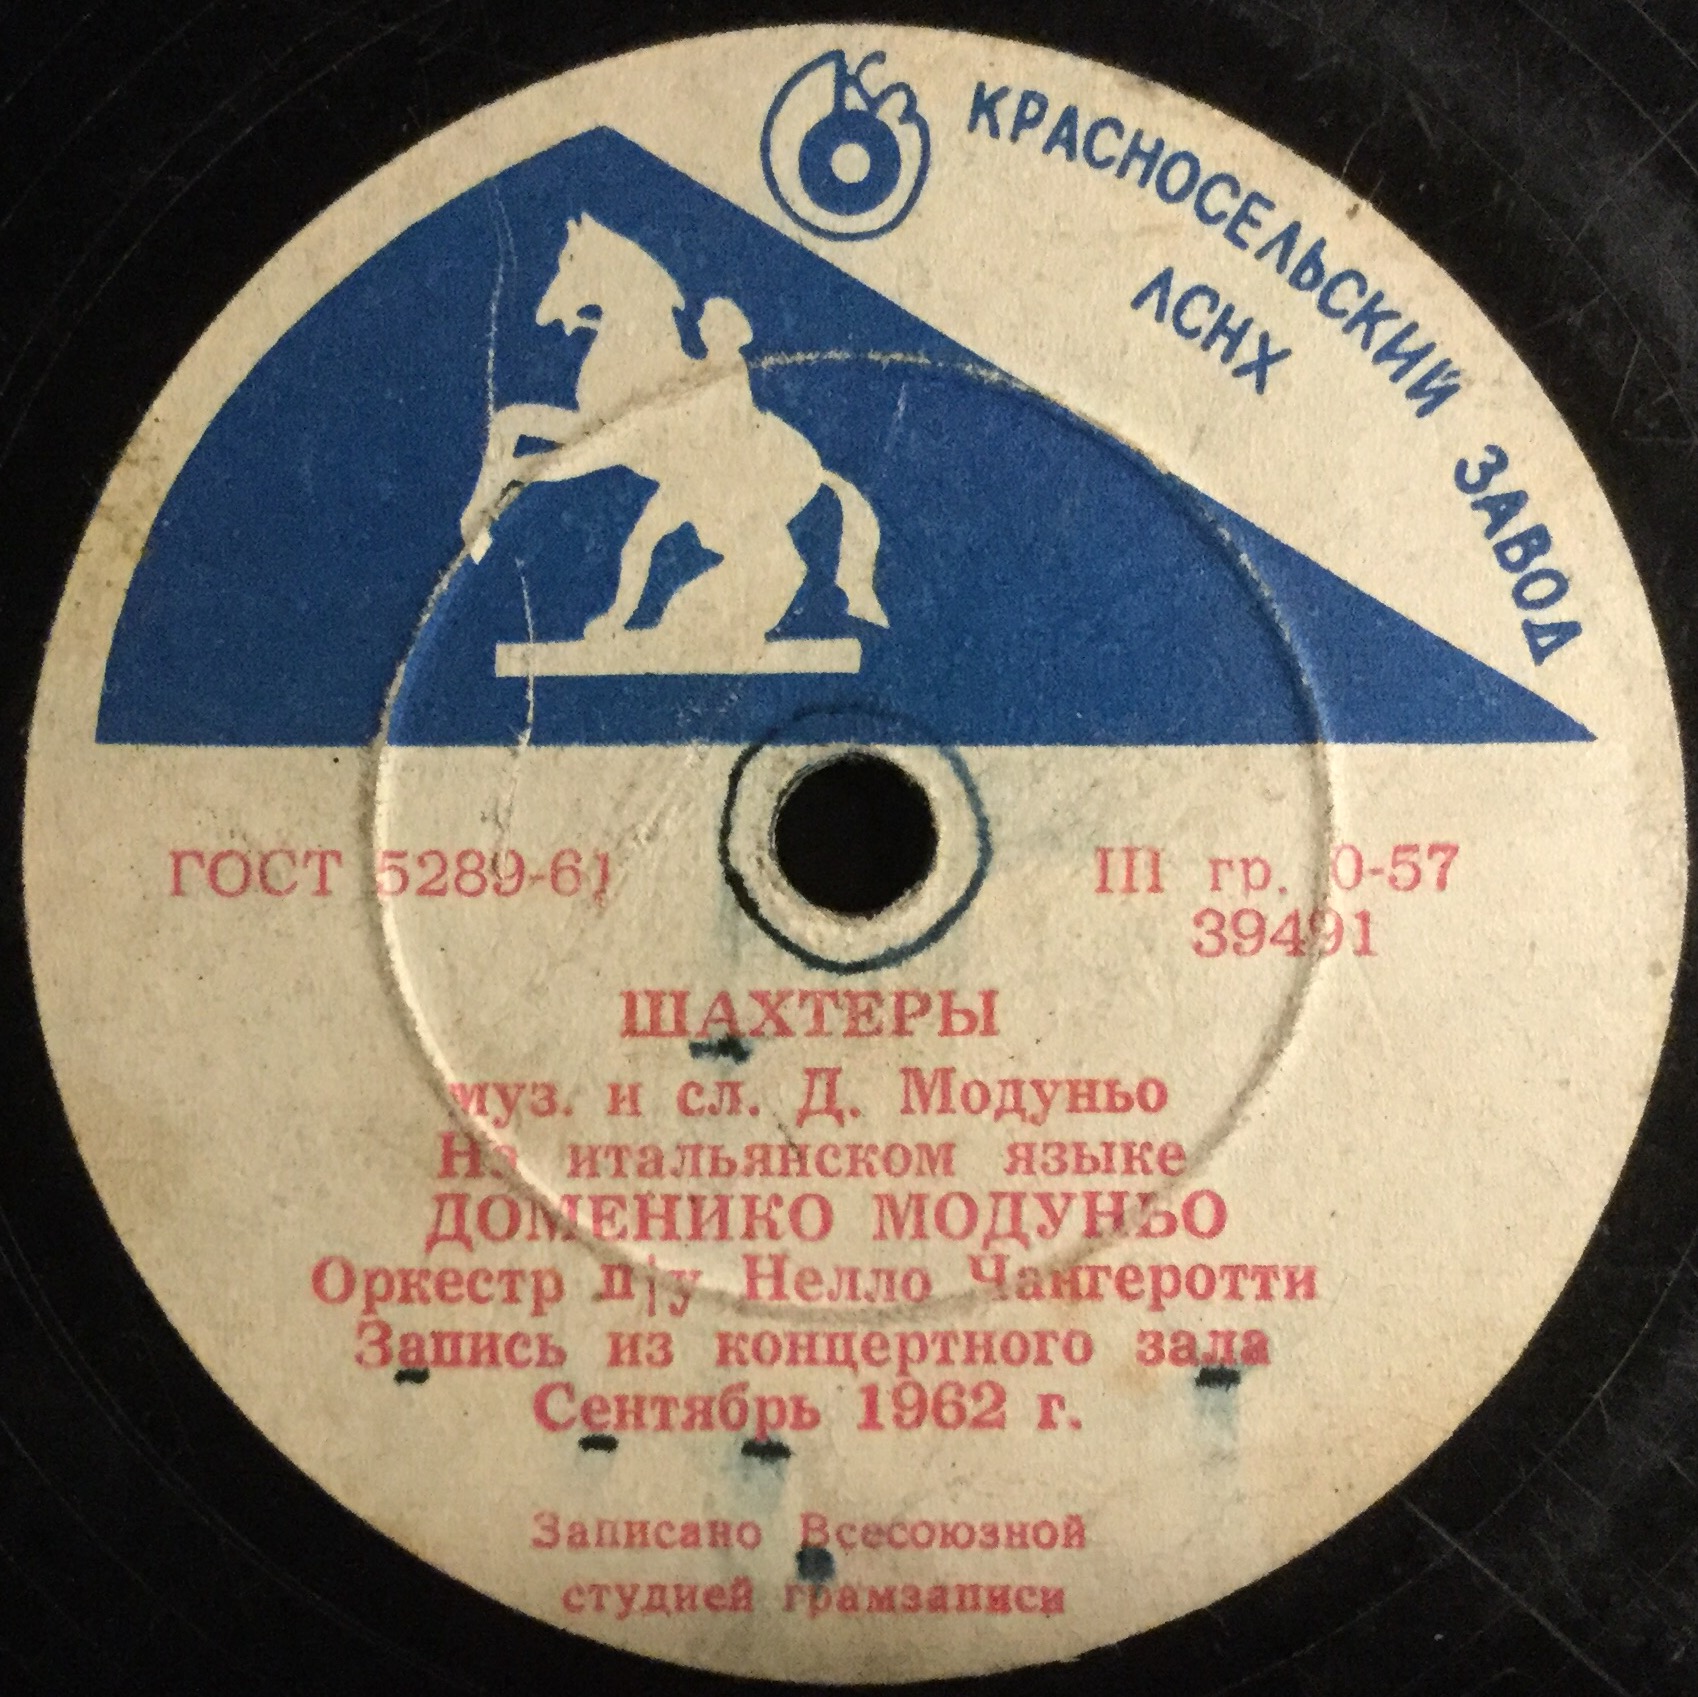 КРАСНОСЕЛЬСКИЙ ЗАВОД
ЛСНХ
ГОСТ 5289-61
III гр. 0-57
39491
ШАХТЕРЫ
муз. и сл. Д. Модуньо
На итальянском языке
ДОМЕНИКО МОДУНЬО
Оркестр п/у Нелло Чангеротти
Запись из концертного зала
Сентябрь 1962 г.
Записано Всесоюзной
студией грамзаписи